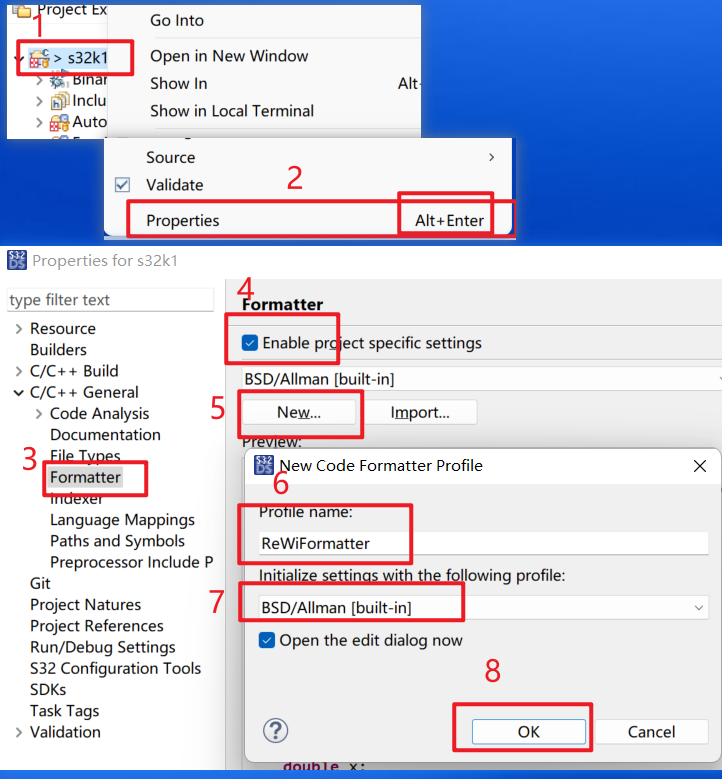 Project Ex
1
> s32k1
Binar
Inclu
Auto
Go Into
Open in New Window
Show In
Alt-
Show in Local Terminal
Source
Validate
2
Properties
Alt+Enter
Properties for s32k1
type filter text
Resource
Builders
C/C++ Build
C/C++ General
Code Analysis
Documentation
File Types
3
Formatter
Indexer
Language Mappings
Paths and Symbols
Preprocessor Include P
Git
Project Natures
Project References
Run/Debug Settings
S32 Configuration Tools
SDKs
Task Tags
Validation
4
Formatter
Enable project specific settings
BSD/Allman [built-in]
5
New...
Import...
Preview:
S32DS
New Code Formatter Profile
6
Profile name:
ReWiFormatter
Initialize settings with the following profile:
7
BSD/Allman [built-in]
Open the edit dialog now
8
?
OK
Cancel
double x;